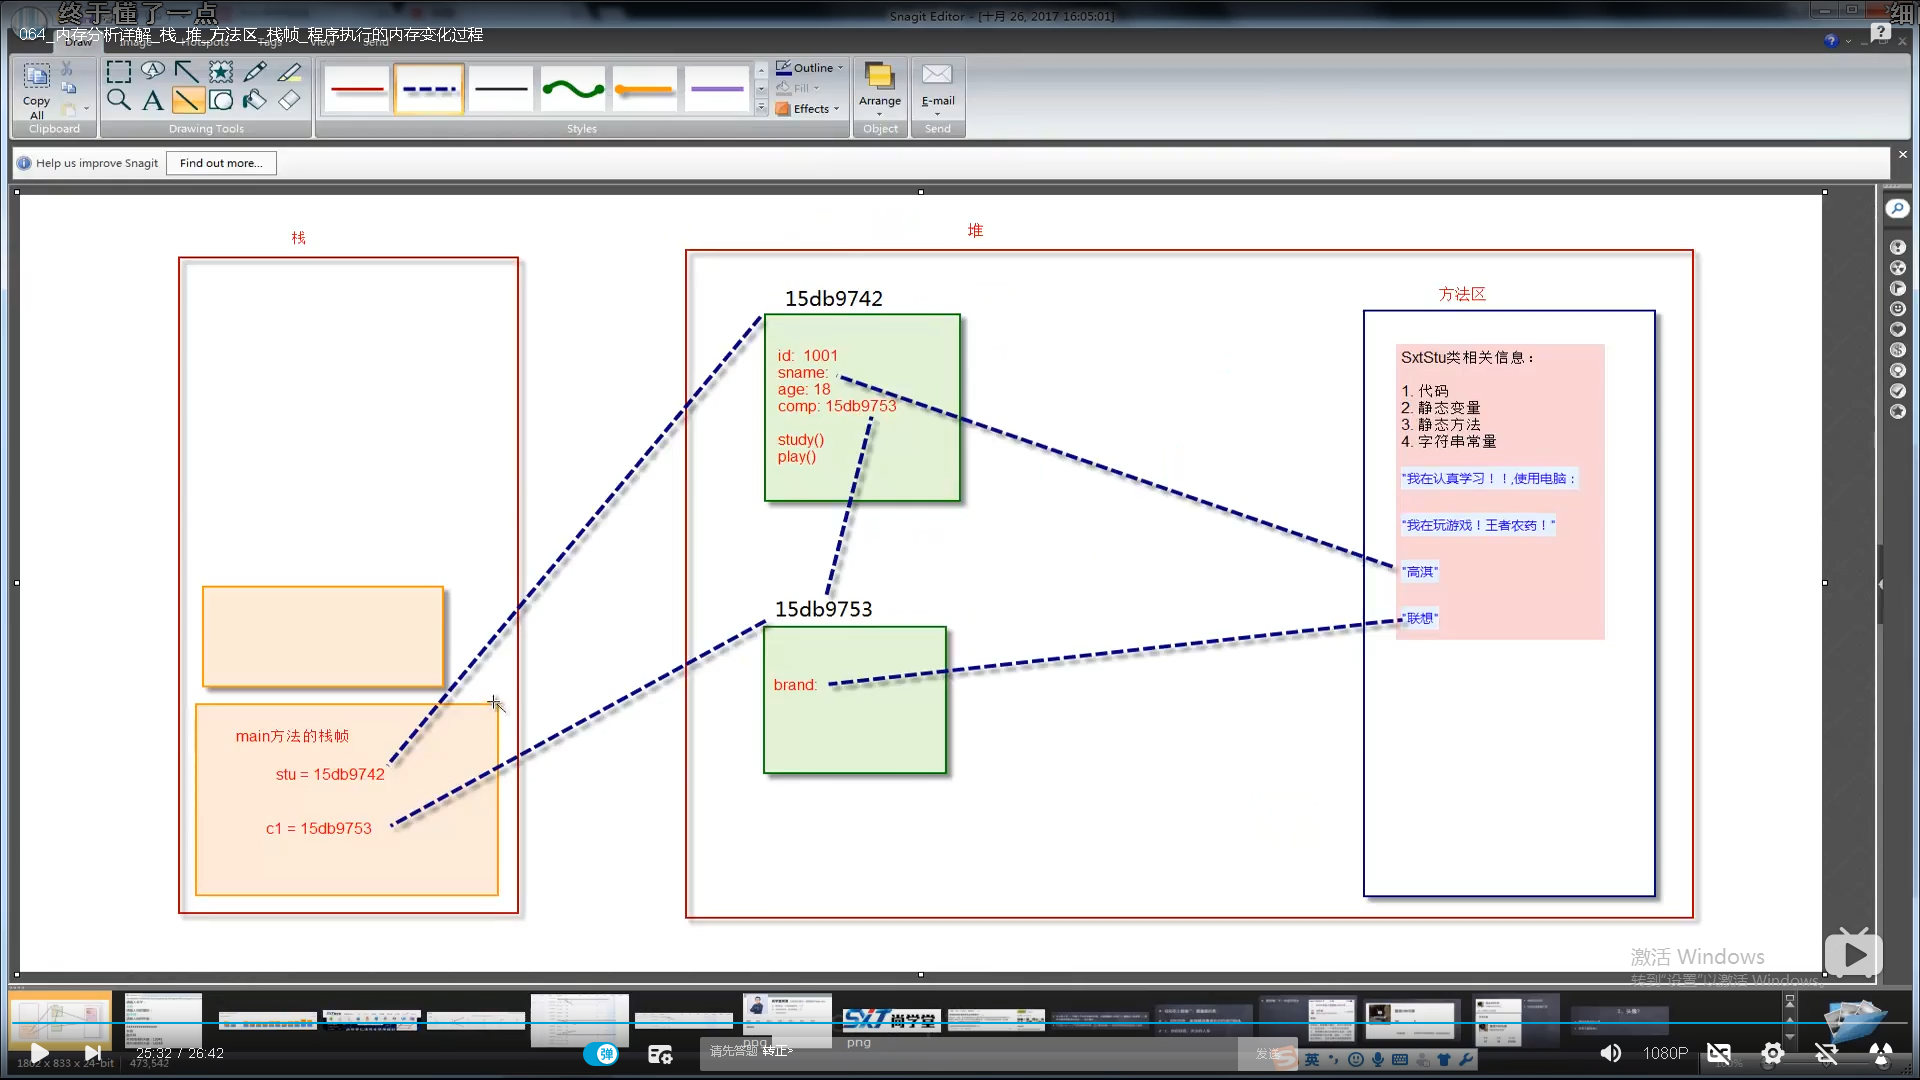 终于懂了一点
Snagit Editor - [十月 26, 2017 16:05:01]
细
064_内存分析详解_栈_堆_方法区_栈帧_程序执行的内存变化过程
Draw
Image
Hotspots
Tags
View
Send
Copy
All
Clipboard
Drawing Tools
Styles
Outline
Fill
Effects
Arrange
Object
E-mail
Send
Help us improve Snagit
Find out more...
栈
堆
15db9742
方法区
id: 1001
sname:
age: 18
comp: 15db9753
study()
play()
SxtStu类相关信息：
1. 代码
2. 静态变量
3. 静态方法
4. 字符串常量
"我在认真学习！！,使用电脑：
"我在玩游戏！王者农药！"
"高淇"
"联想"
15db9753
brand:
main方法的栈帧
stu = 15db9742
c1 = 15db9753
激活 Windows
转到"设置"以激活 Windows。
SXT 尚学堂
png
png
25:32 / 26:42
弹
请先答题 转正>
发送
英
1080P
1802 x 833 x 24-bit
473,542